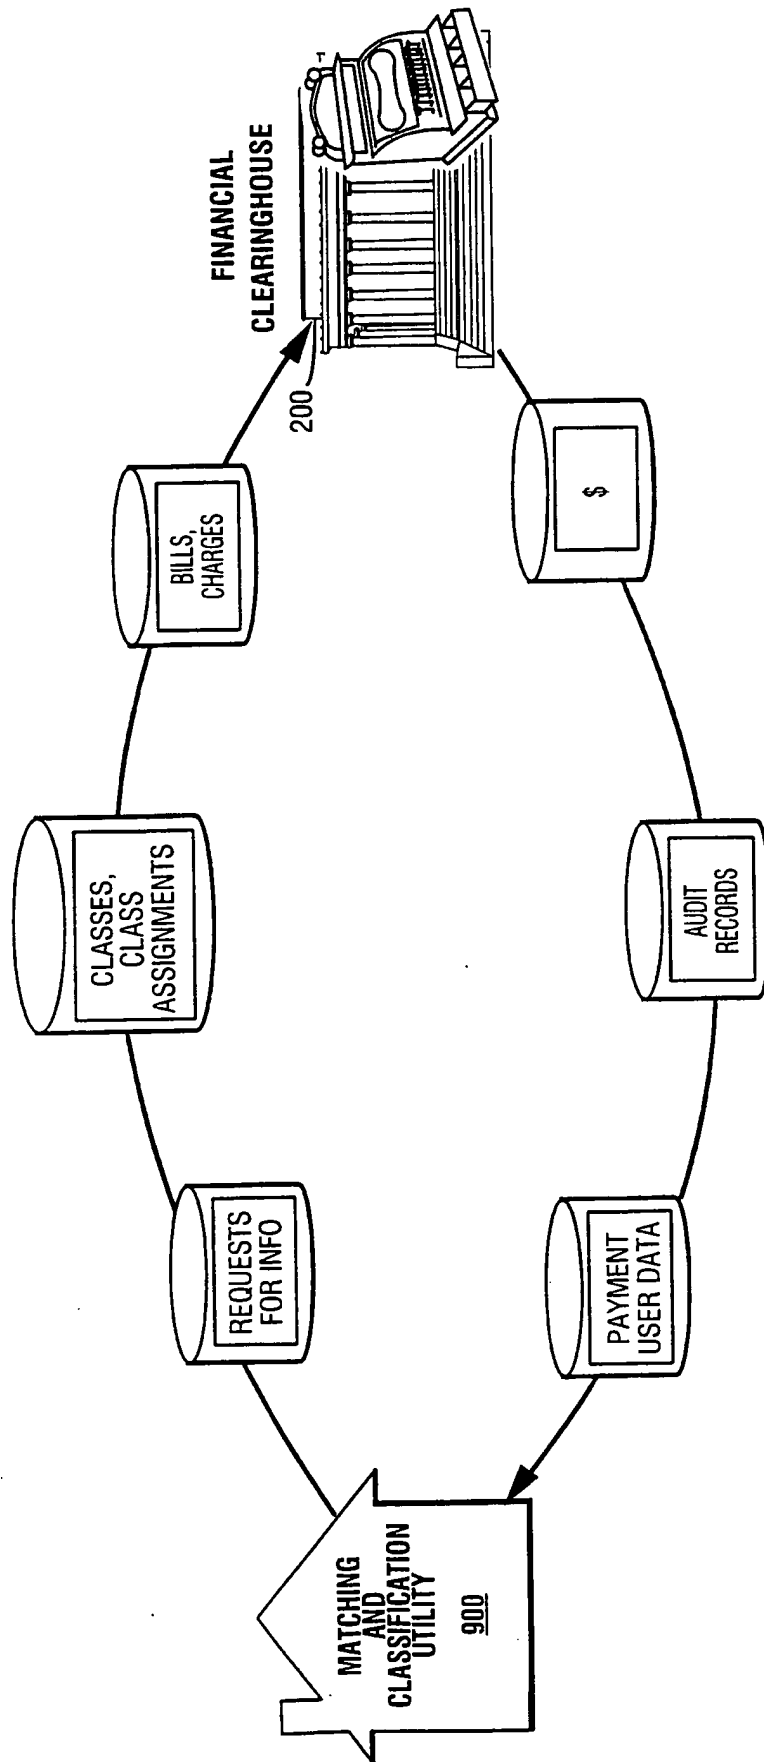 MATCHING
AND
CLASSIFICATION
UTILITY
900
REQUESTS
FOR INFO
CLASSES,
CLASS
ASSIGNMENTS
BILLS,
CHARGES
200
FINANCIAL
CLEARINGHOUSE
$
AUDIT
RECORDS
PAYMENT
USER DATA